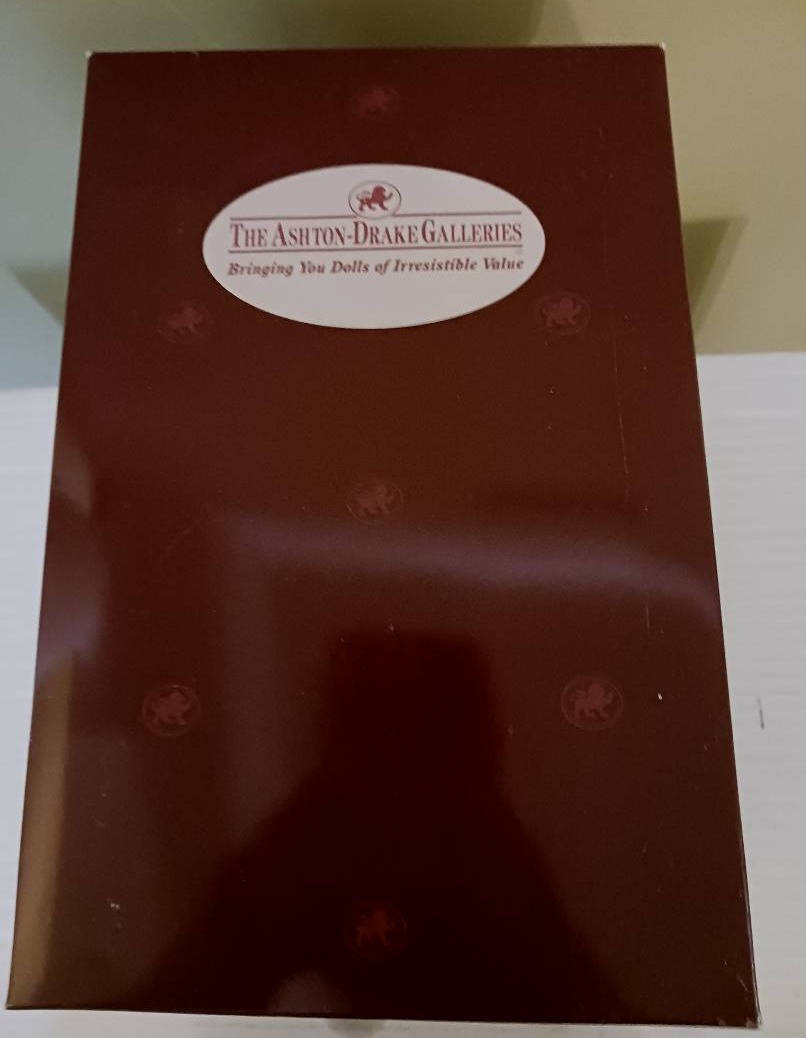 THE ASHTON-DRAKE GALLERIES
Bringing You Dolls of Irresistible Value